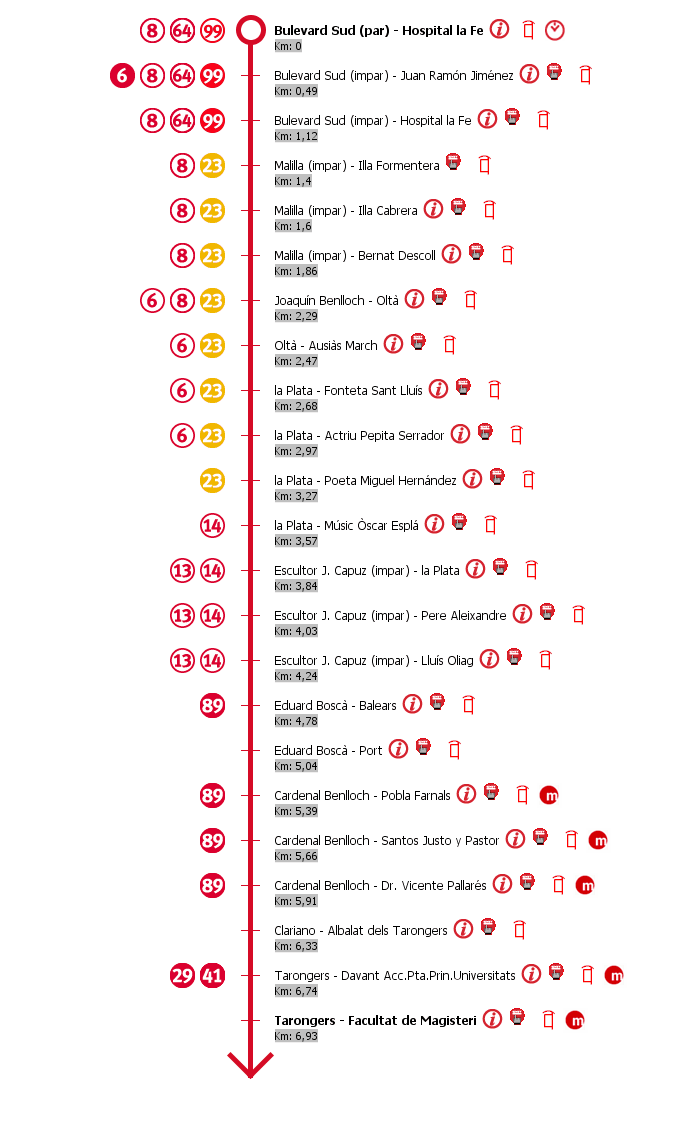 8 64 99 Bulevard Sud (par) - Hospital la Fe i
Km: 0
6 8 64 99 Bulevard Sud (impar) - Juan Ramón Jiménez i
Km: 0,49
8 64 99 Bulevard Sud (impar) - Hospital la Fe i
Km: 1,12
8 23 Malilla (impar) - Illa Formentera
Km: 1,4
8 23 Malilla (impar) - Illa Cabrera i
Km: 1,6
8 23 Malilla (impar) - Bernat Descoll i
Km: 1,86
6 8 23 Joaquín Benlloch - Oltà i
Km: 2,29
6 23 Oltà - Ausiàs March i
Km: 2,47
6 23 la Plata - Fonteta Sant Lluís i
Km: 2,68
6 23 la Plata - Actriu Pepita Serrador i
Km: 2,97
23 la Plata - Poeta Miguel Hernández i
Km: 3,27
14 la Plata - Músic Òscar Esplá i
Km: 3,57
13 14 Escultor J. Capuz (impar) - la Plata i
Km: 3,84
13 14 Escultor J. Capuz (impar) - Pere Aleixandre i
Km: 4,03
13 14 Escultor J. Capuz (impar) - Lluís Oliag i
Km: 4,24
89 Eduard Boscà - Balears i
Km: 4,78
Eduard Boscà - Port i
Km: 5,04
89 Cardenal Benlloch - Pobla Farnals i m
Km: 5,39
89 Cardenal Benlloch - Santos Justo y Pastor i m
Km: 5,66
89 Cardenal Benlloch - Dr. Vicente Pallarés i m
Km: 5,91
Clariano - Albalat dels Tarongers i
Km: 6,33
29 41 Tarongers - Davant Acc.Pta.Prin.Universitats i m
Km: 6,74
Tarongers - Facultat de Magisteri i m
Km: 6,93